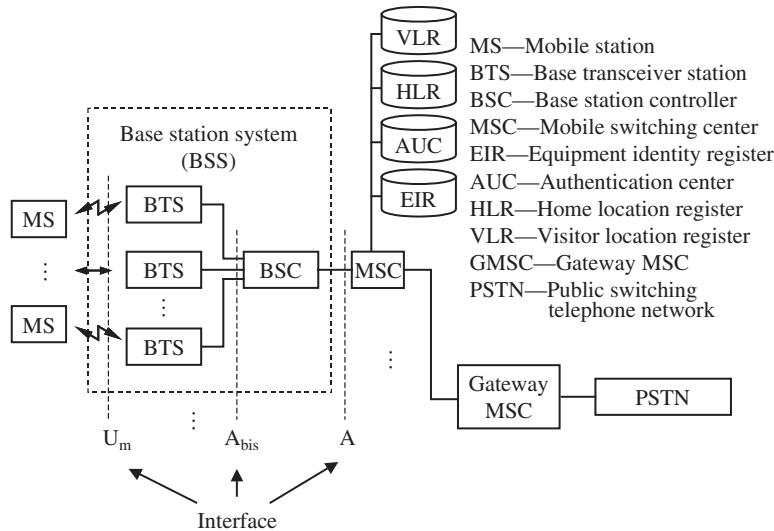 VLR
HLR
AUC
EIR
MS—Mobile station
BTS—Base transceiver station
BSC—Base station controller
MSC—Mobile switching center
EIR—Equipment identity register
AUC—Authentication center
HLR—Home location register
VLR—Visitor location register
GMSC—Gateway MSC
PSTN—Public switching
telephone network
Base station system
(BSS)
MS
BTS
BTS
BSC
MSC
MS
BTS
Gateway
MSC
PSTN
Um
Abis
A
Interface